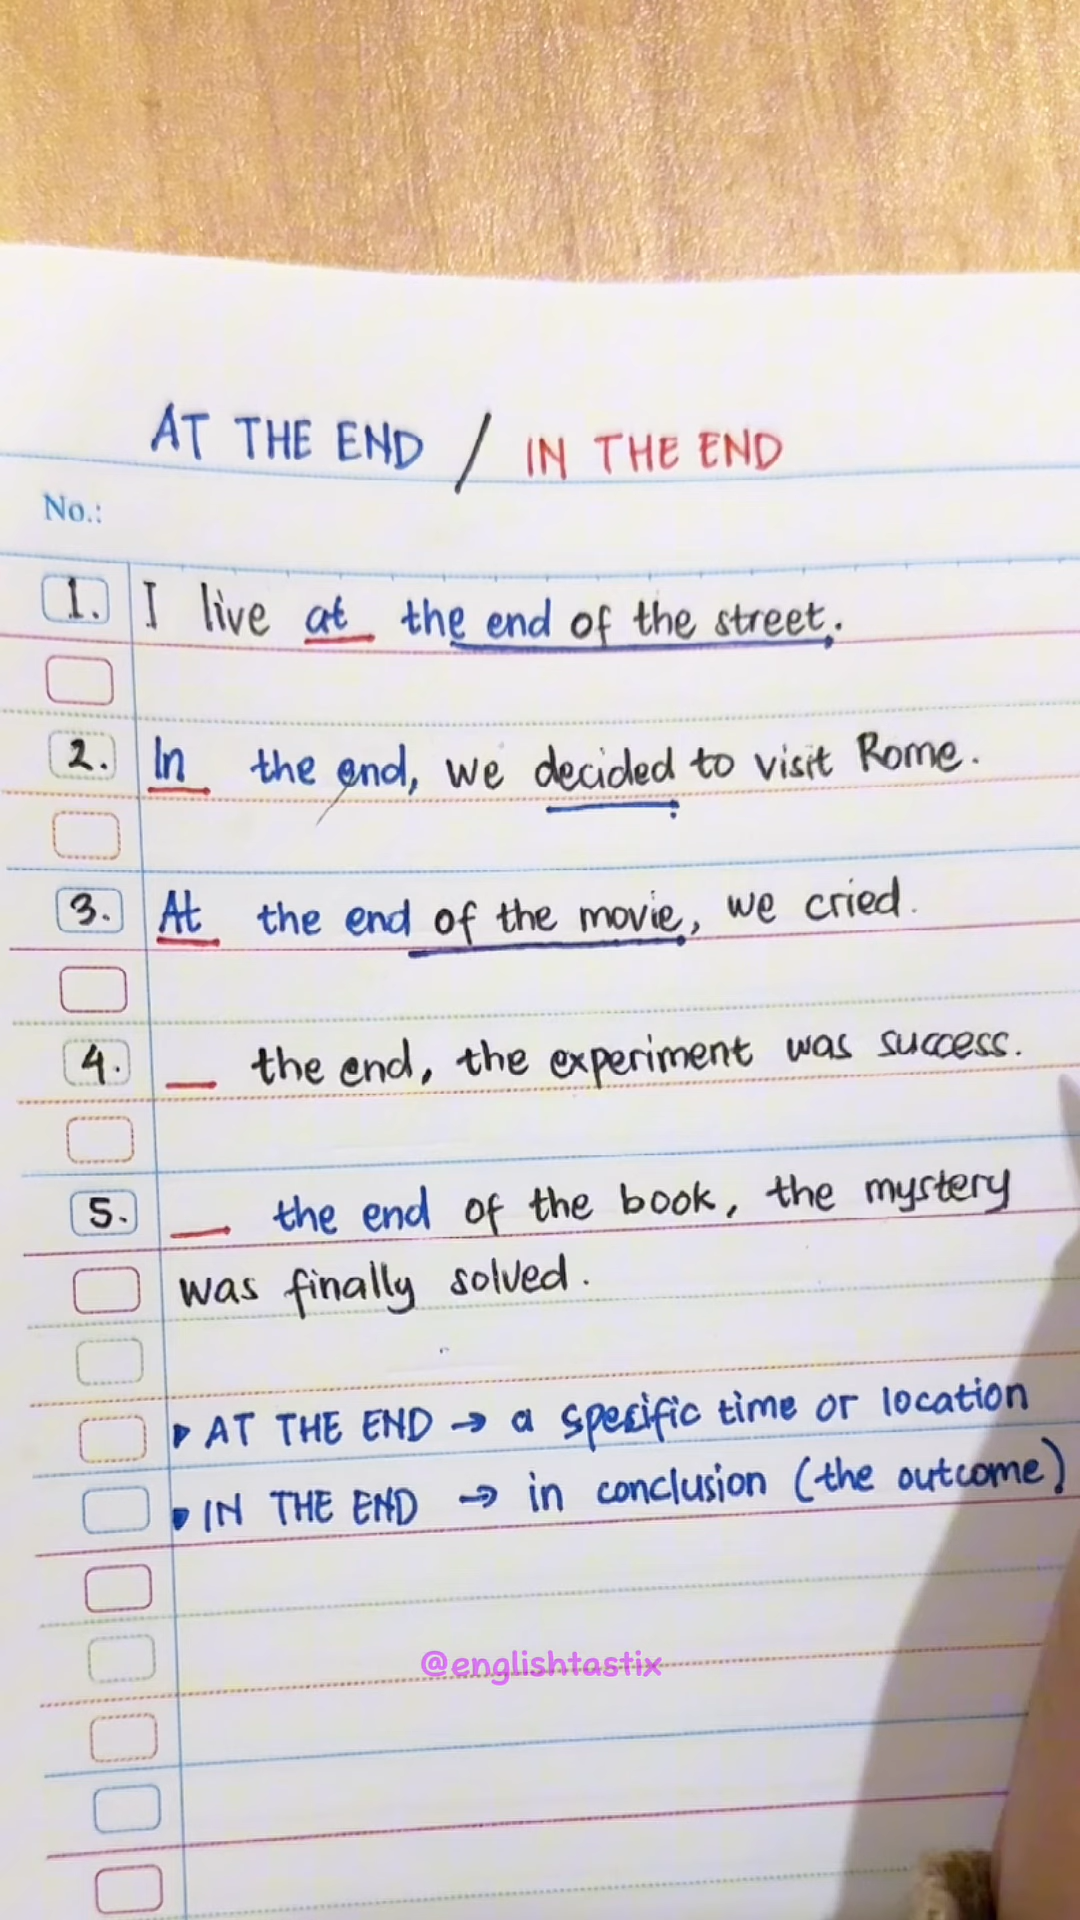 AT THE END / IN THE END
No.:
1. I live at the end of the street.
2. In the end, we decided to visit Rome.
3. At the end of the movie, we cried.
4. __ the end, the experiment was success.
5. __ the end of the book, the mystery
was finally solved.
▸ AT THE END → a specific time or location
▸ IN THE END → in conclusion (the outcome)
@englishtastix